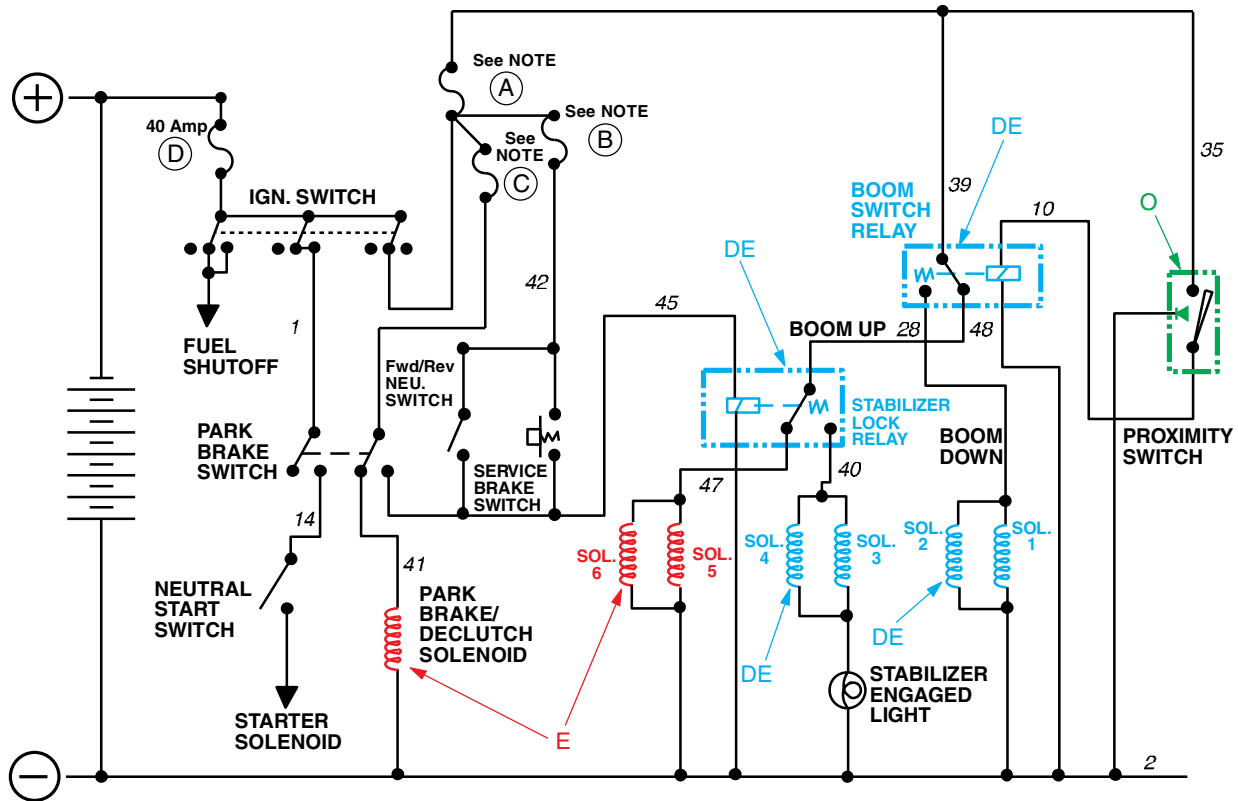 See NOTE
A
See NOTE
B
40 Amp
D
See
NOTE
C
DE
35
IGN. SWITCH
39
BOOM
SWITCH
RELAY
10
O
DE
42
45
1
BOOM UP
28
48
FUEL
SHUTOFF
Fwd/Rev
NEU.
SWITCH
STABILIZER
LOCK
RELAY
PARK
BRAKE
SWITCH
BOOM
DOWN
PROXIMITY
SWITCH
SERVICE
BRAKE
SWITCH
47
40
14
SOL.
6
SOL.
5
SOL.
4
SOL.
3
SOL.
2
SOL.
1
41
NEUTRAL
START
SWITCH
PARK
BRAKE/
DECLUTCH
SOLENOID
DE
DE
STABILIZER
ENGAGED
LIGHT
STARTER
SOLENOID
E
2